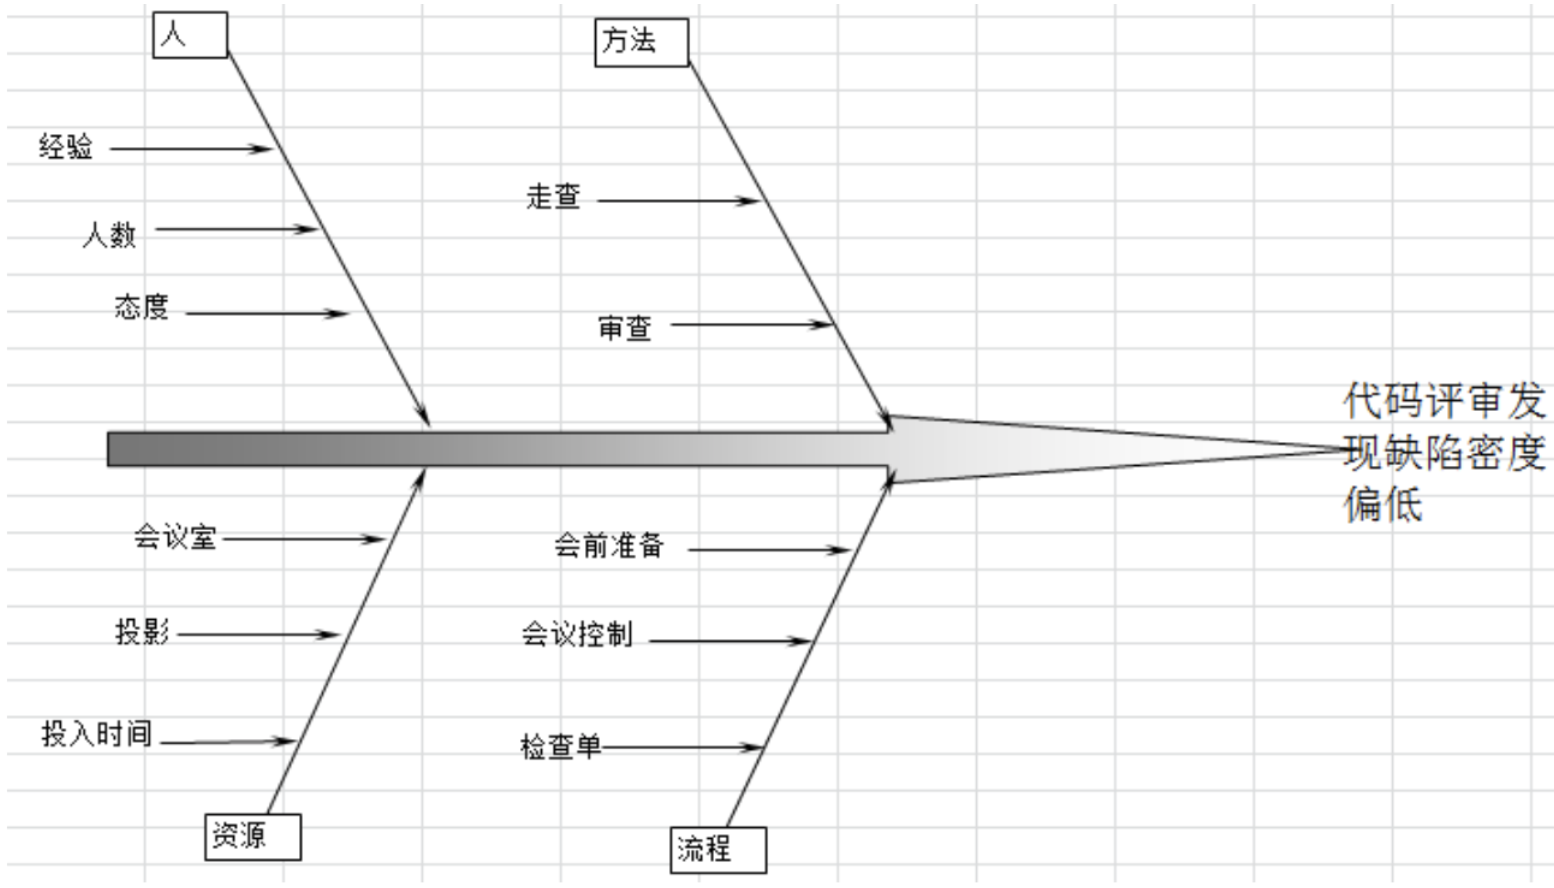 人
方法
经验
走查
人数
态度
审查
代码评审发
现缺陷密度
偏低
会议室
会前准备
投影
会议控制
投入时间
检查单
资源
流程